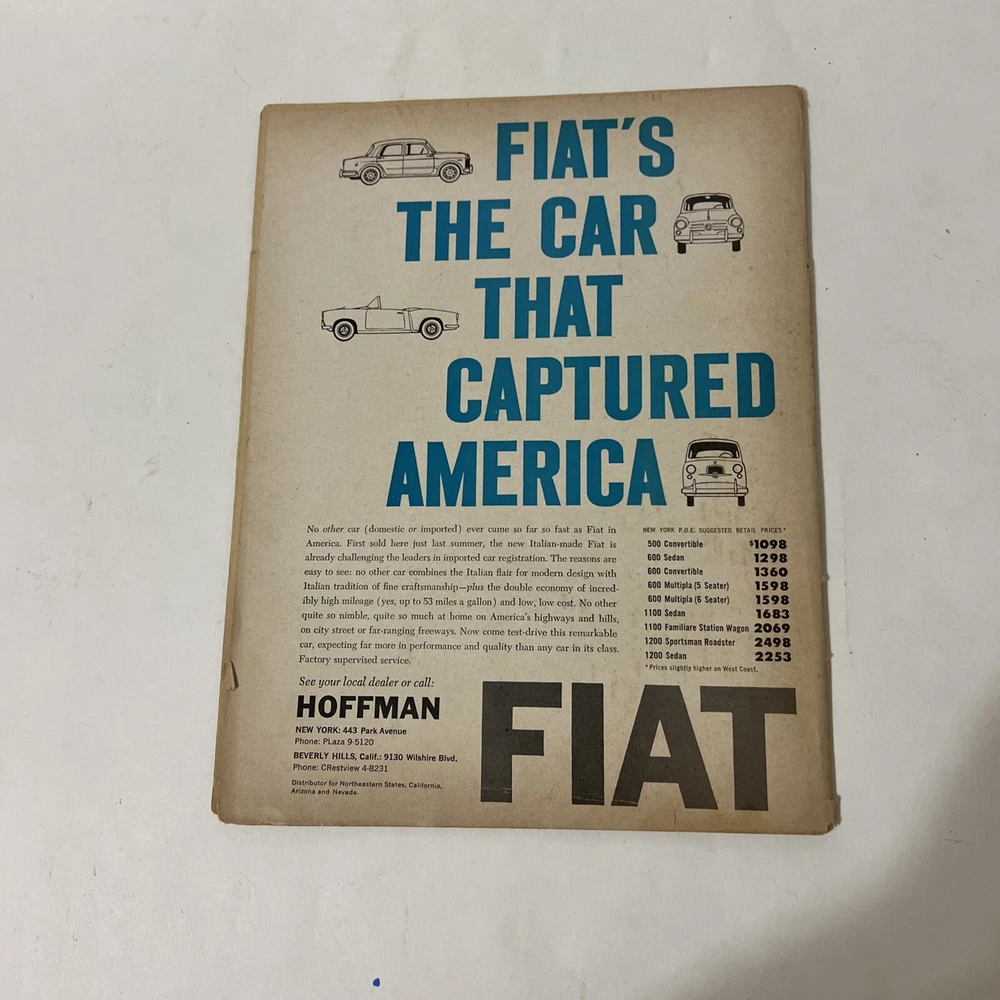 FIAT'S
THE CAR
THAT
CAPTURED
AMERICA
No other car (domestic or imported) ever came so far so fast as Fiat in
America. First sold here just last summer, the new Italian-made Fiat is
already challenging the leaders in imported car registration. The reasons are
easy to see: no other car combines the Italian flair for modern design with
Italian tradition of fine craftsmanship—plus the double economy of incred-
ibly high mileage (yes, up to 53 miles a gallon) and low, low cost. No other
quite so nimble, quite so much at home on America's highways and hills,
on city street or far-ranging freeways. Now come test-drive this remarkable
car, expecting far more in performance and quality than any car in its class.
Factory supervised service.
NEW YORK P.O.E. SUGGESTED RETAIL PRICES*
500 Convertible $1098
600 Sedan 1298
600 Convertible 1360
600 Multipla (5 Seater) 1598
600 Multipla (6 Seater) 1598
1100 Sedan 1683
1100 Familiare Station Wagon 2069
1200 Sportsman Roadster 2498
1200 Sedan 2253
*Prices slightly higher on West Coast.
See your local dealer or call:
HOFFMAN
NEW YORK: 443 Park Avenue
Phone: PLaza 9-5120
BEVERLY HILLS, Calif.: 9130 Wilshire Blvd.
Phone: CRestview 4-8231
Distributor for Northeastern States, California,
Arizona and Nevada.
FIAT